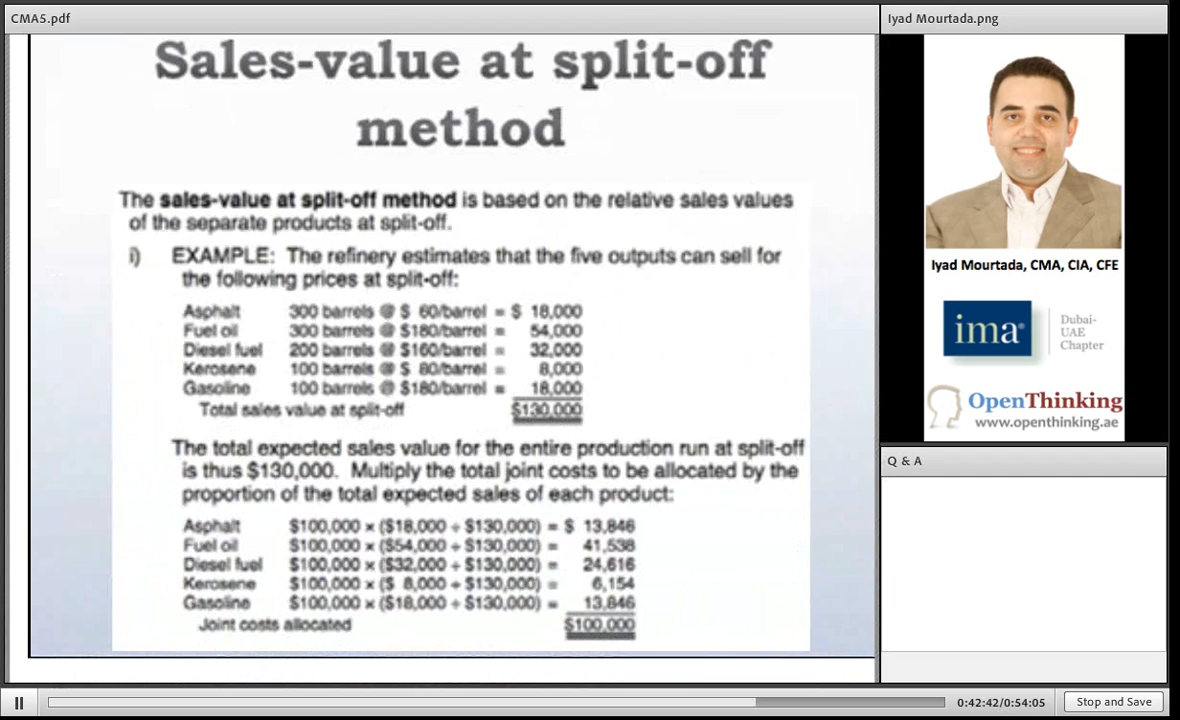 CMA5.pdf
Sales-value at split-off
method
The sales-value at split-off method is based on the relative sales values
of the separate products at split-off.
i) EXAMPLE: The refinery estimates that the five outputs can sell for
the following prices at split-off:
Asphalt 300 barrels @ $ 60/barrel = $ 18,000
Fuel oil 300 barrels @ $180/barrel = 54,000
Diesel fuel 200 barrels @ $160/barrel = 32,000
Kerosene 100 barrels @ $ 80/barrel = 8,000
Gasoline 100 barrels @ $180/barrel = 18,000
Total sales value at split-off $130,000
The total expected sales value for the entire production run at split-off
is thus $130,000. Multiply the total joint costs to be allocated by the
proportion of the total expected sales of each product:
Asphalt $100,000 × ($18,000 ÷ $130,000) = $ 13,846
Fuel oil $100,000 × ($54,000 ÷ $130,000) = 41,538
Diesel fuel $100,000 × ($32,000 ÷ $130,000) = 24,616
Kerosene $100,000 × ($ 8,000 ÷ $130,000) = 6,154
Gasoline $100,000 × ($18,000 ÷ $130,000) = 13,846
Joint costs allocated $100,000
Iyad Mourtada.png
Iyad Mourtada, CMA, CIA, CFE
ima®
Dubai-
UAE
Chapter
OpenThinking
www.openthinking.ae
Q & A
0:42:42/0:54:05
Stop and Save